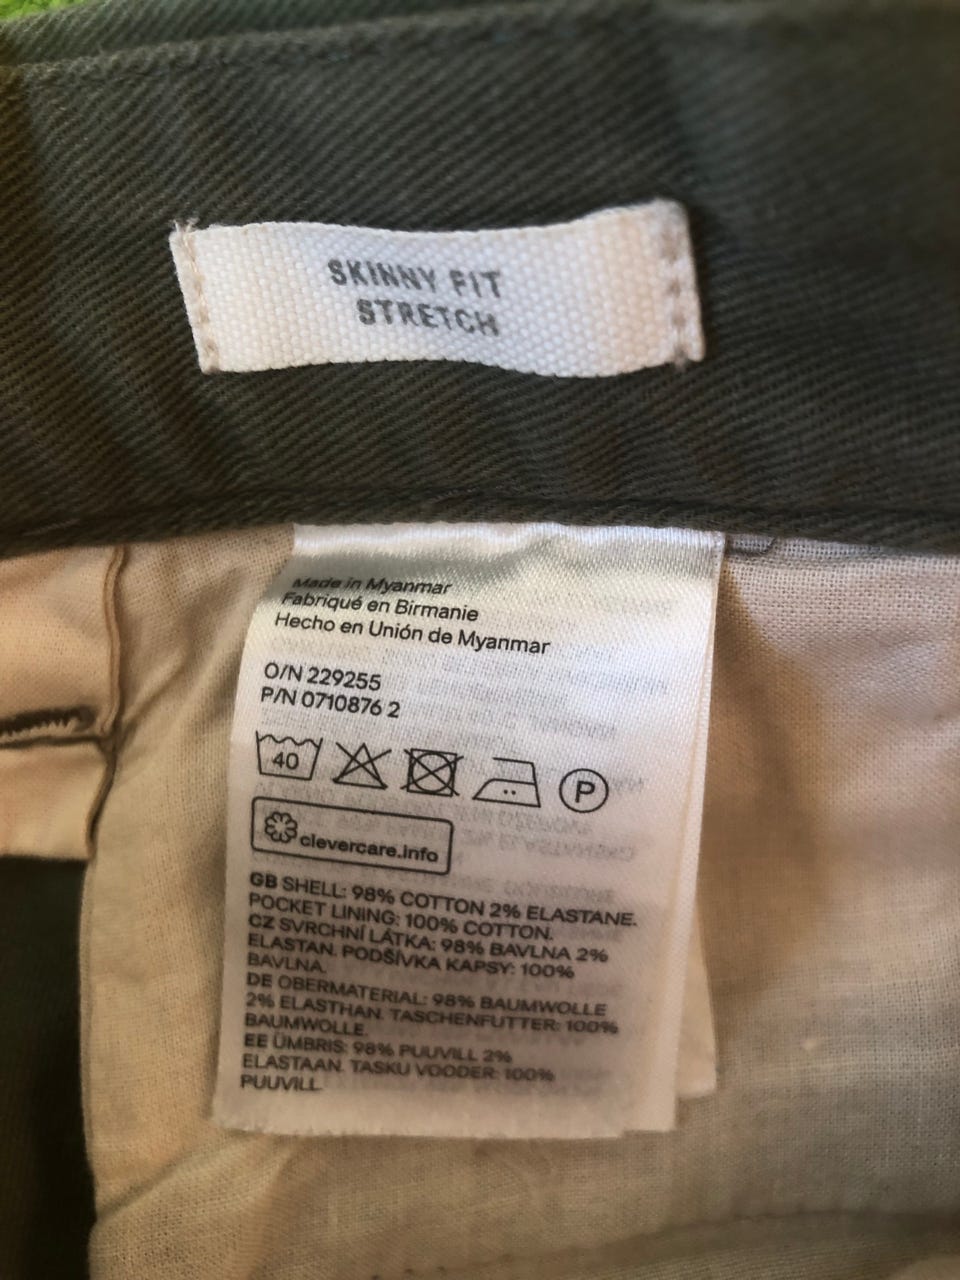 SKINNY FIT
STRETCH
Made in Myanmar
Fabriqué en Birmanie
Hecho en Unión de Myanmar
O/N 229255
P/N 0710876 2
40
P
clevercare.info
GB SHELL: 98% COTTON 2% ELASTANE.
POCKET LINING: 100% COTTON.
CZ SVRCHNÍ LÁTKA: 98% BAVLNA 2%
ELASTAN. PODŠÍVKA KAPSY: 100%
BAVLNA.
DE OBERMATERIAL: 98% BAUMWOLLE
2% ELASTHAN. TASCHENFUTTER: 100%
BAUMWOLLE.
EE ÜMBRIS: 98% PUUVILL 2%
ELASTAAN. TASKU VOODER: 100%
PUUVILL.